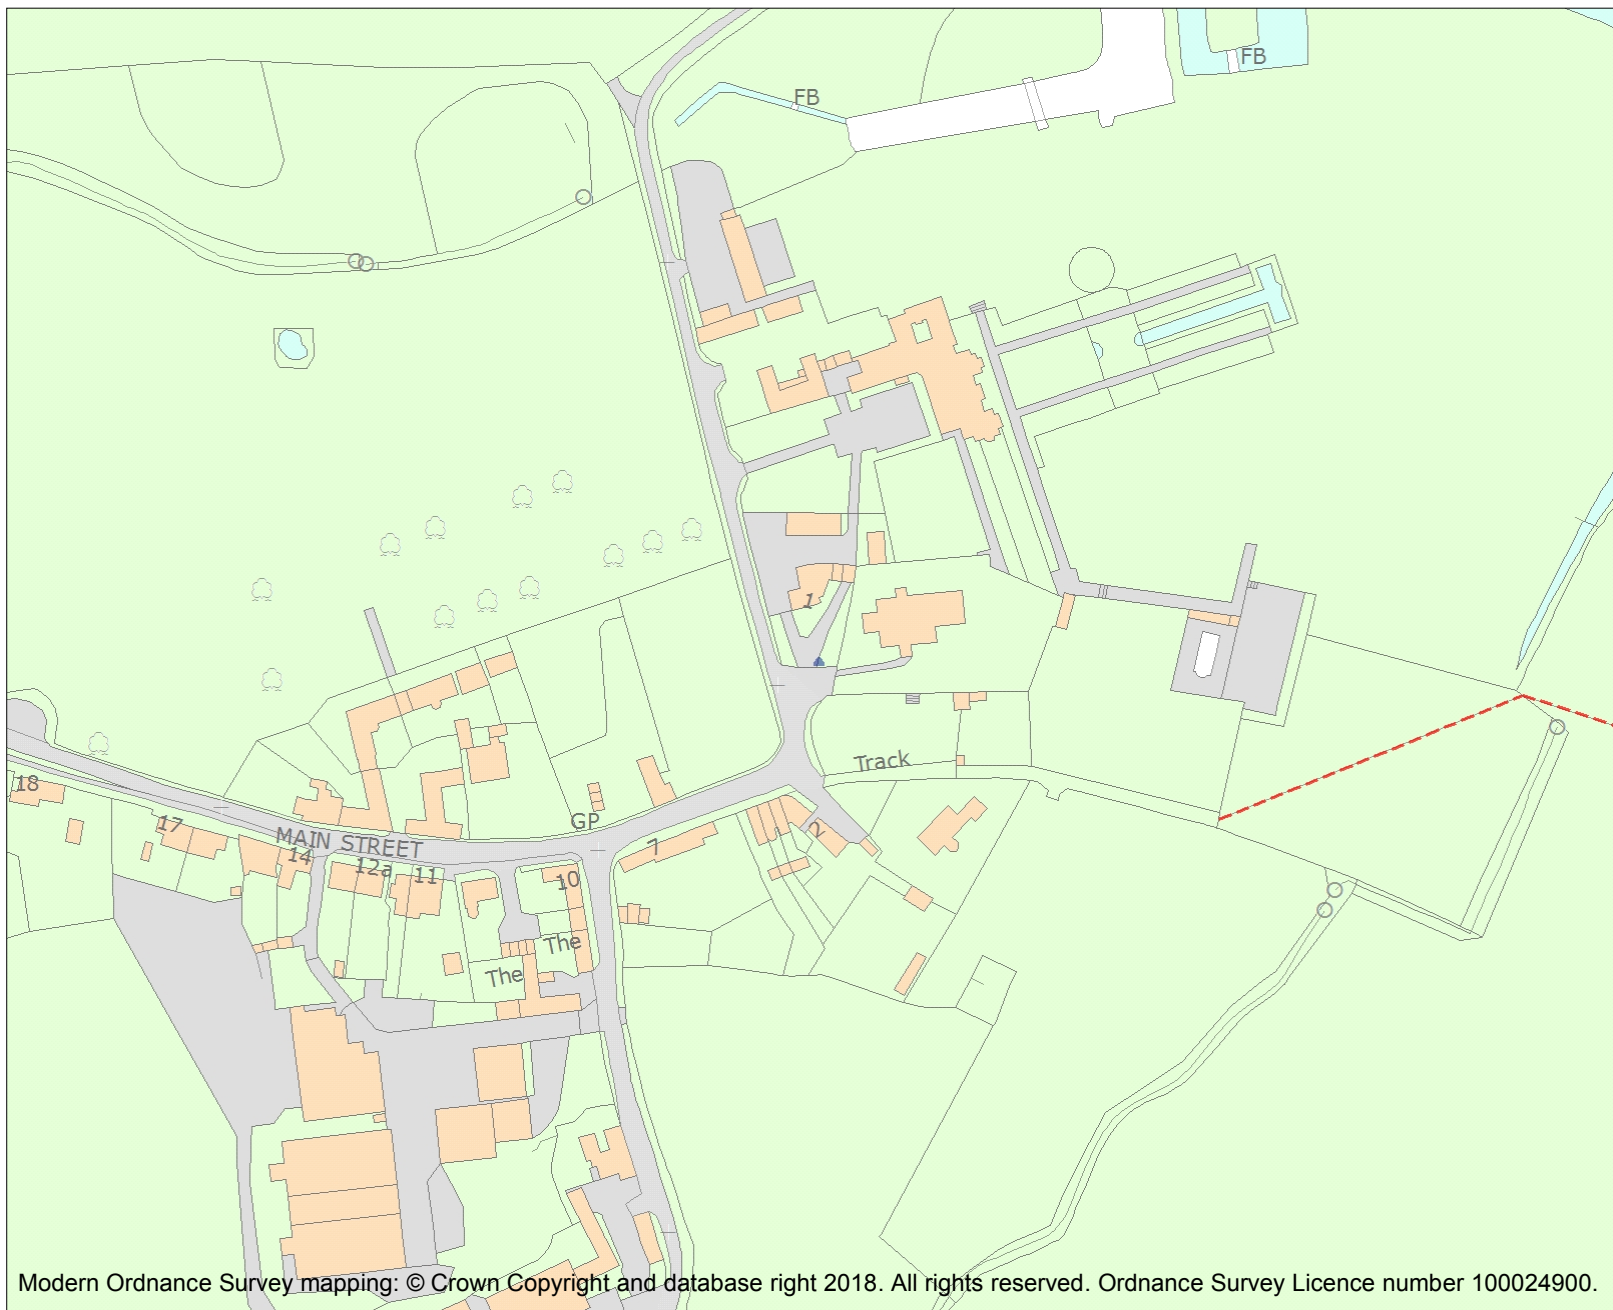 FB
FB
1
Track
18
17
MAIN STREET
GP
14
12a
11
10
7
2
The
The
Modern Ordnance Survey mapping: © Crown Copyright and database right 2018. All rights reserved. Ordnance Survey Licence number 100024900.